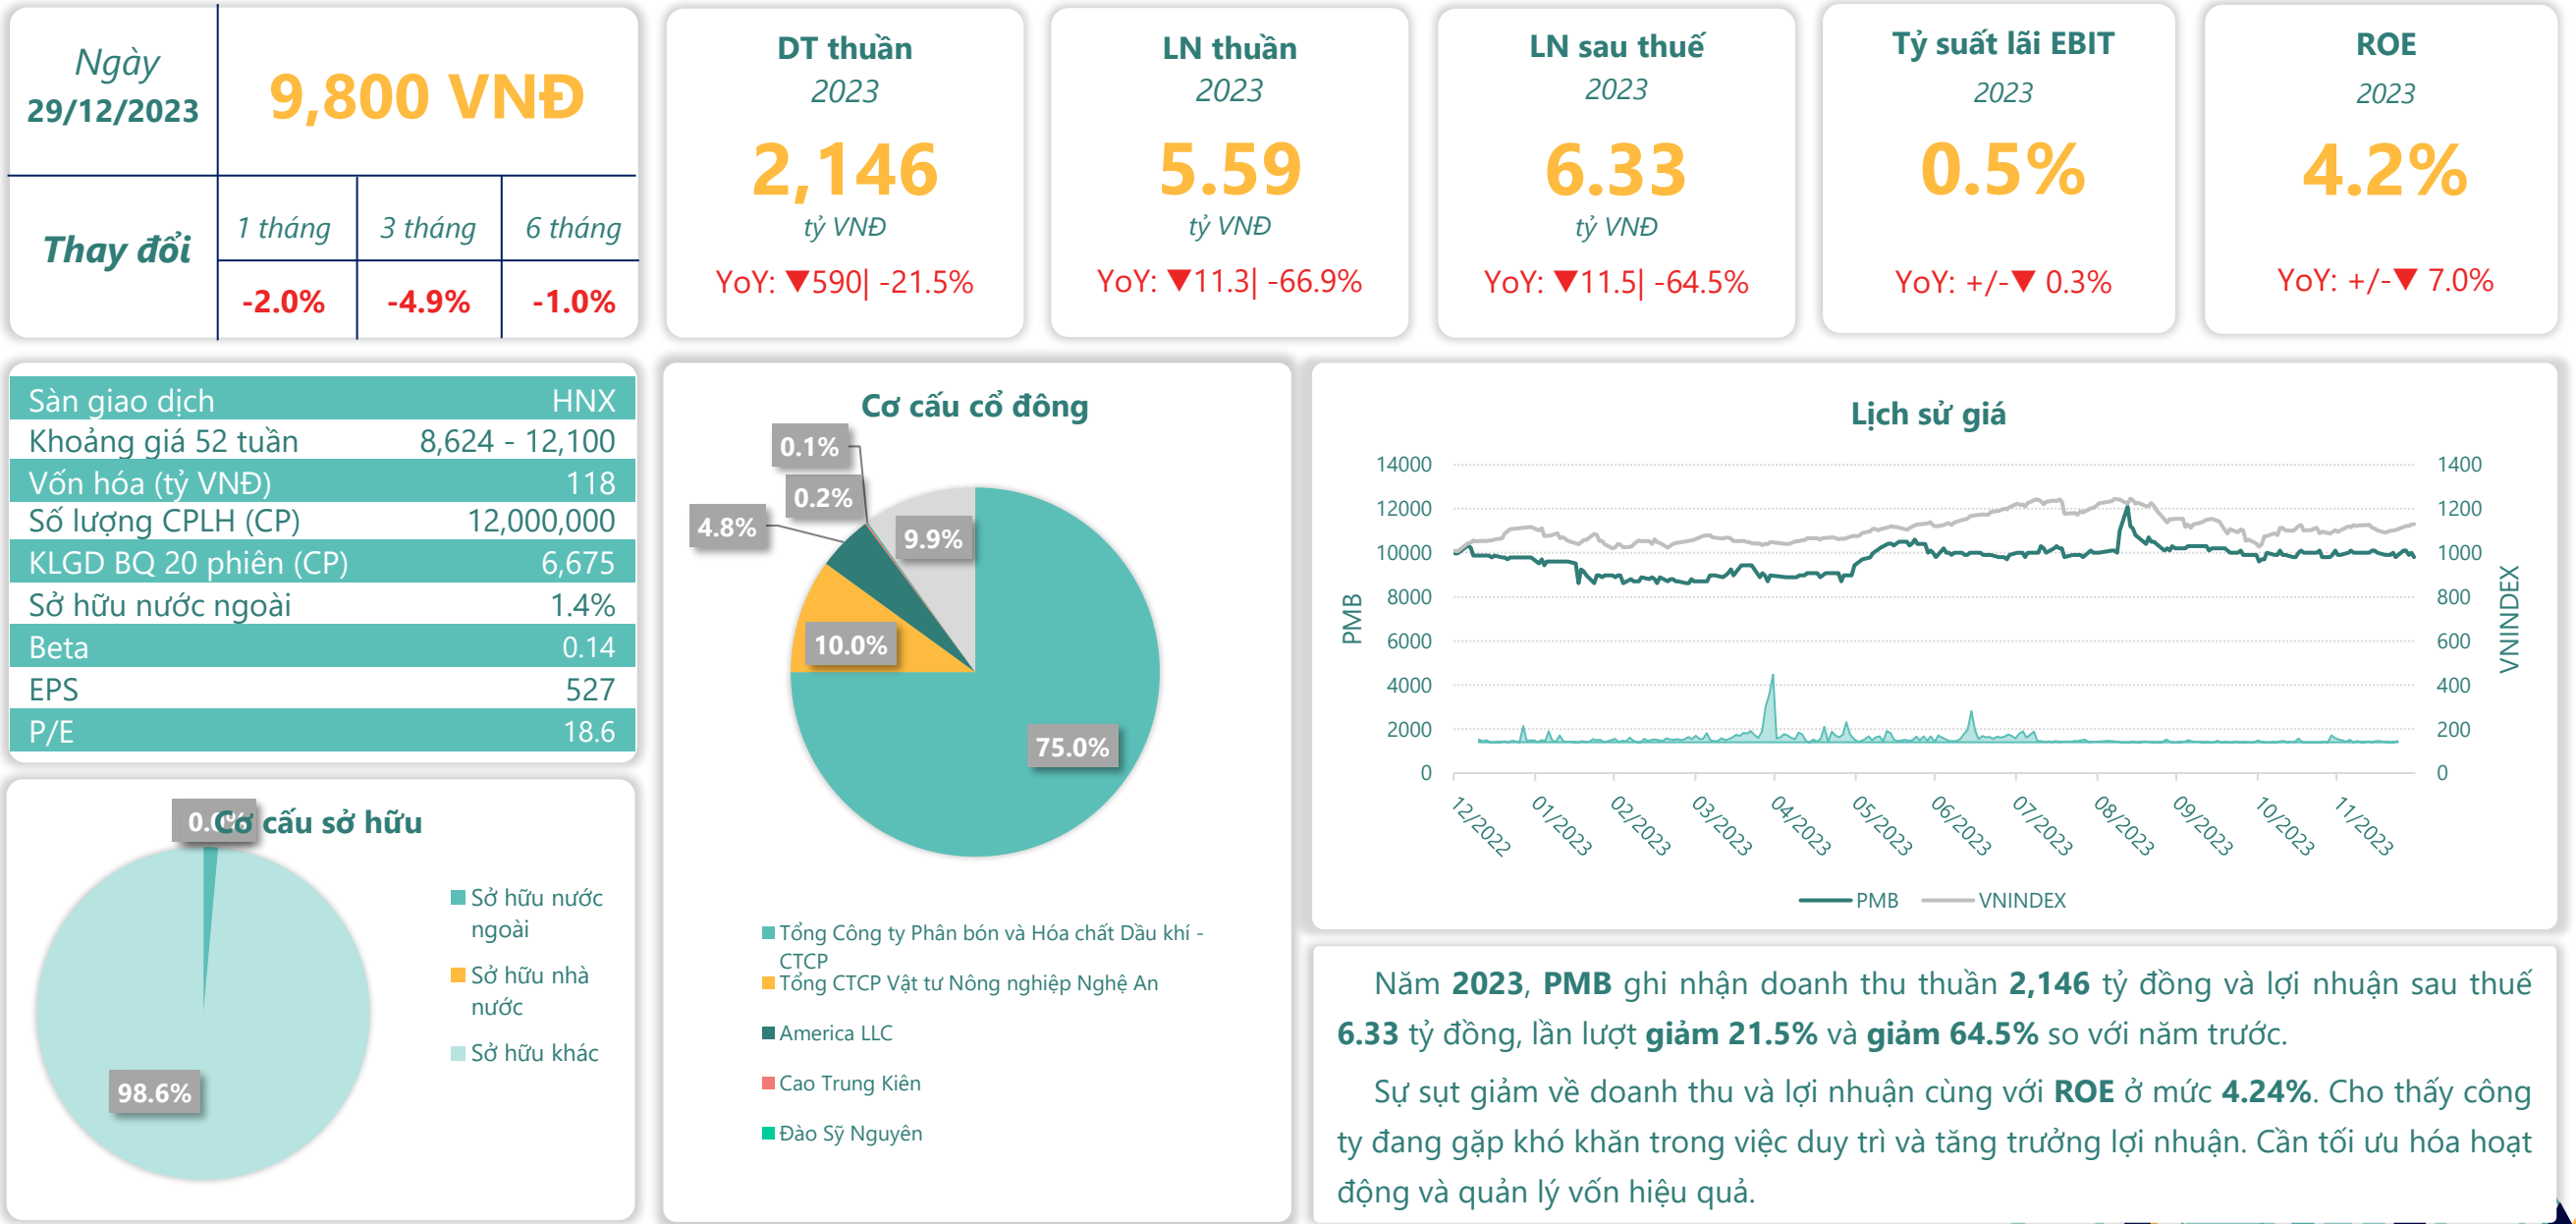 Ngày
29/12/2023
9,800 VNĐ
Thay đổi
1 tháng 3 tháng 6 tháng
-2.0% -4.9% -1.0%
DT thuần
2023
2,146
tỷ VNĐ
YoY: ▼590| -21.5%
LN thuần
2023
5.59
tỷ VNĐ
YoY: ▼11.3| -66.9%
LN sau thuế
2023
6.33
tỷ VNĐ
YoY: ▼11.5| -64.5%
Tỷ suất lãi EBIT
2023
0.5%
YoY: +/-▼ 0.3%
ROE
2023
4.2%
YoY: +/-▼ 7.0%
Sàn giao dịch HNX
Khoảng giá 52 tuần 8,624 - 12,100
Vốn hóa (tỷ VNĐ) 118
Số lượng CPLH (CP) 12,000,000
KLGD BQ 20 phiên (CP) 6,675
Sở hữu nước ngoài 1.4%
Beta 0.14
EPS 527
P/E 18.6
Cơ cấu sở hữu
0.0%
98.6%
Sở hữu nước
ngoài
Sở hữu nhà
nước
Sở hữu khác
Cơ cấu cổ đông
0.1%
0.2%
4.8%
9.9%
10.0%
75.0%
Tổng Công ty Phân bón và Hóa chất Dầu khí -
CTCP
Tổng CTCP Vật tư Nông nghiệp Nghệ An
America LLC
Cao Trung Kiên
Đào Sỹ Nguyên
Lịch sử giá
14000 1400
12000 1200
10000 1000
8000 800
6000 600
4000 400
2000 200
0 0
PMB
VNINDEX
12/2022 01/2023 02/2023 03/2023 04/2023 05/2023 06/2023 07/2023 08/2023 09/2023 10/2023 11/2023
PMB VNINDEX
Năm 2023, PMB ghi nhận doanh thu thuần 2,146 tỷ đồng và lợi nhuận sau thuế
6.33 tỷ đồng, lần lượt giảm 21.5% và giảm 64.5% so với năm trước.
Sự sụt giảm về doanh thu và lợi nhuận cùng với ROE ở mức 4.24%. Cho thấy công
ty đang gặp khó khăn trong việc duy trì và tăng trưởng lợi nhuận. Cần tối ưu hóa hoạt
động và quản lý vốn hiệu quả.